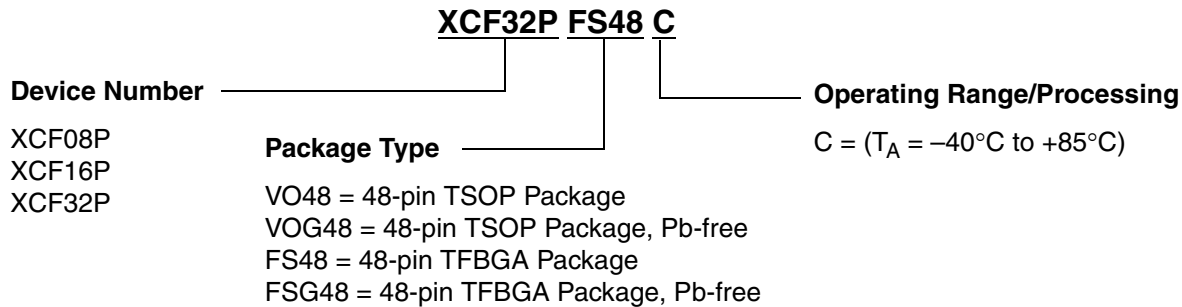 XCF32P FS48 C
Device Number
XCF08P
XCF16P
XCF32P
Package Type
VO48 = 48-pin TSOP Package
VOG48 = 48-pin TSOP Package, Pb-free
FS48 = 48-pin TFBGA Package
FSG48 = 48-pin TFBGA Package, Pb-free
Operating Range/Processing
C = (TA = –40°C to +85°C)